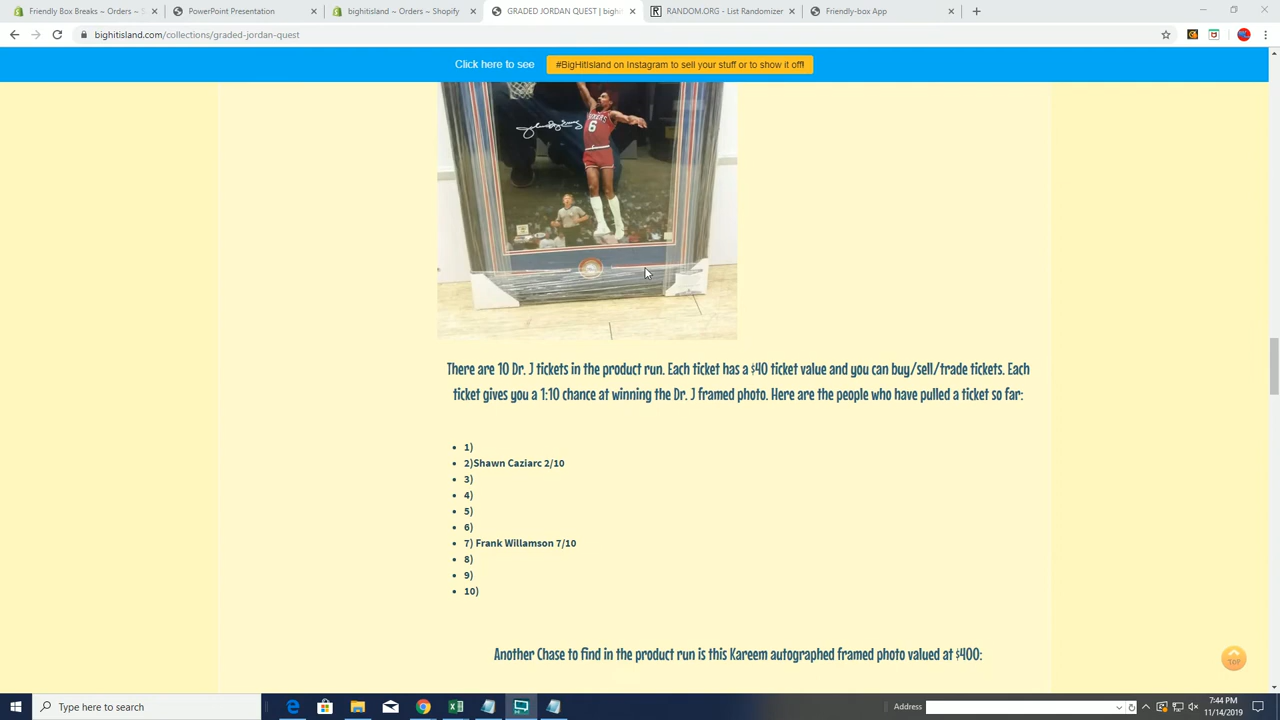 Friendly Box Breaks ~ Orders ~ S
PowerPoint Presentation
bighitisland ~ Orders ~ Shopify
GRADED JORDAN QUEST | bighi
RANDOM.ORG - List Randomizer
Friendly-box App
bighitisland.com/collections/graded-jordan-quest
Click here to see #BigHitIsland on Instagram to sell your stuff or to show it off!
6
There are 10 Dr. J tickets in the product run. Each ticket has a $40 ticket value and you can buy/sell/trade tickets. Each
ticket gives you a 1:10 chance at winning the Dr. J framed photo. Here are the people who have pulled a ticket so far:
1)
2)Shawn Caziarc 2/10
3)
4)
5)
6)
7) Frank Willamson 7/10
8)
9)
10)
Another Chase to find in the product run is this Kareem autographed framed photo valued at $400:
TOP
Type here to search
Address
7:44 PM
11/14/2019